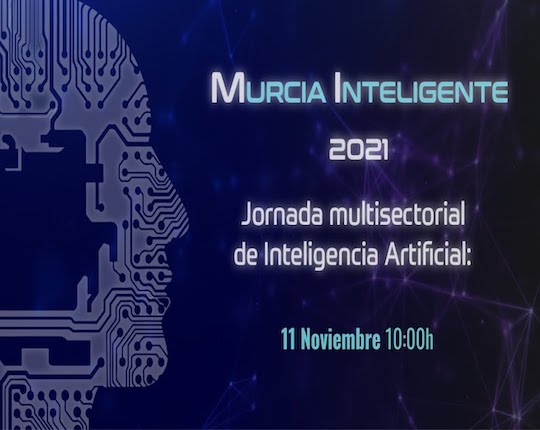 MURCIA INTELIGENTE
2021
Jornada multisectorial
de Inteligencia Artificial:
11 Noviembre 10:00h